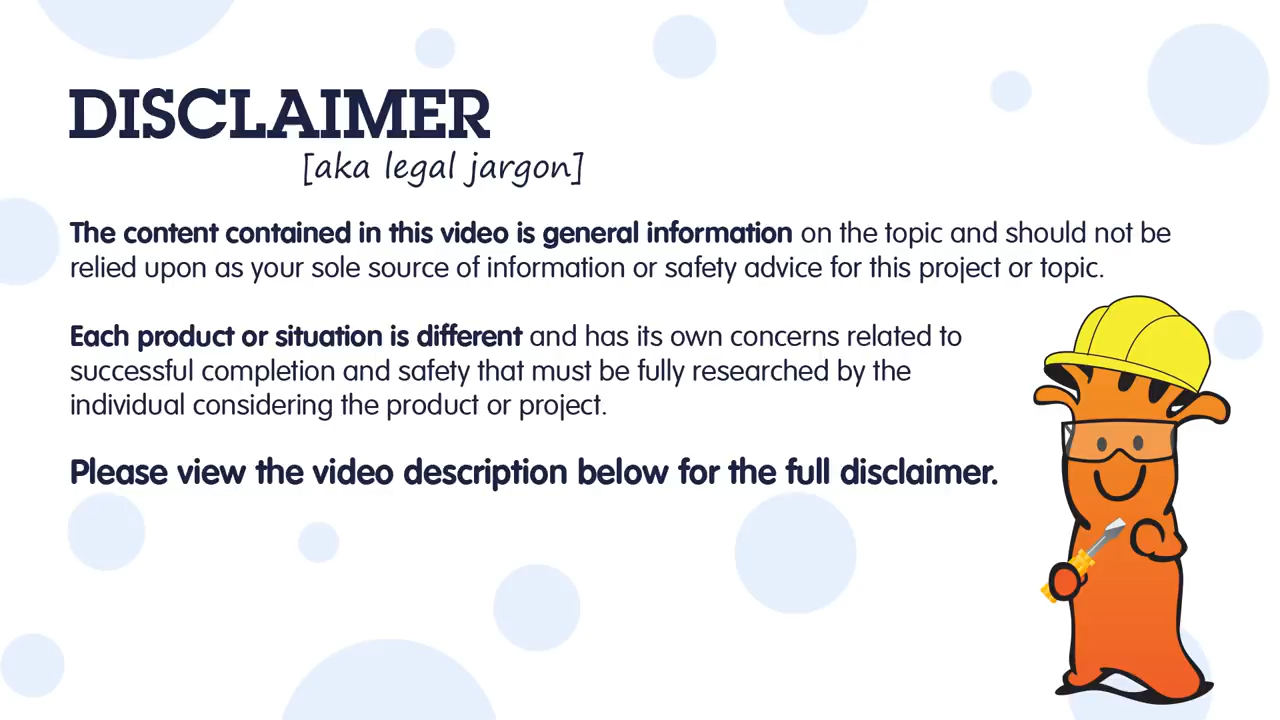 DISCLAIMER
[aka legal jargon]
The content contained in this video is general information on the topic and should not be
relied upon as your sole source of information or safety advice for this project or topic.
Each product or situation is different and has its own concerns related to
successful completion and safety that must be fully researched by the
individual considering the product or project.
Please view the video description below for the full disclaimer.